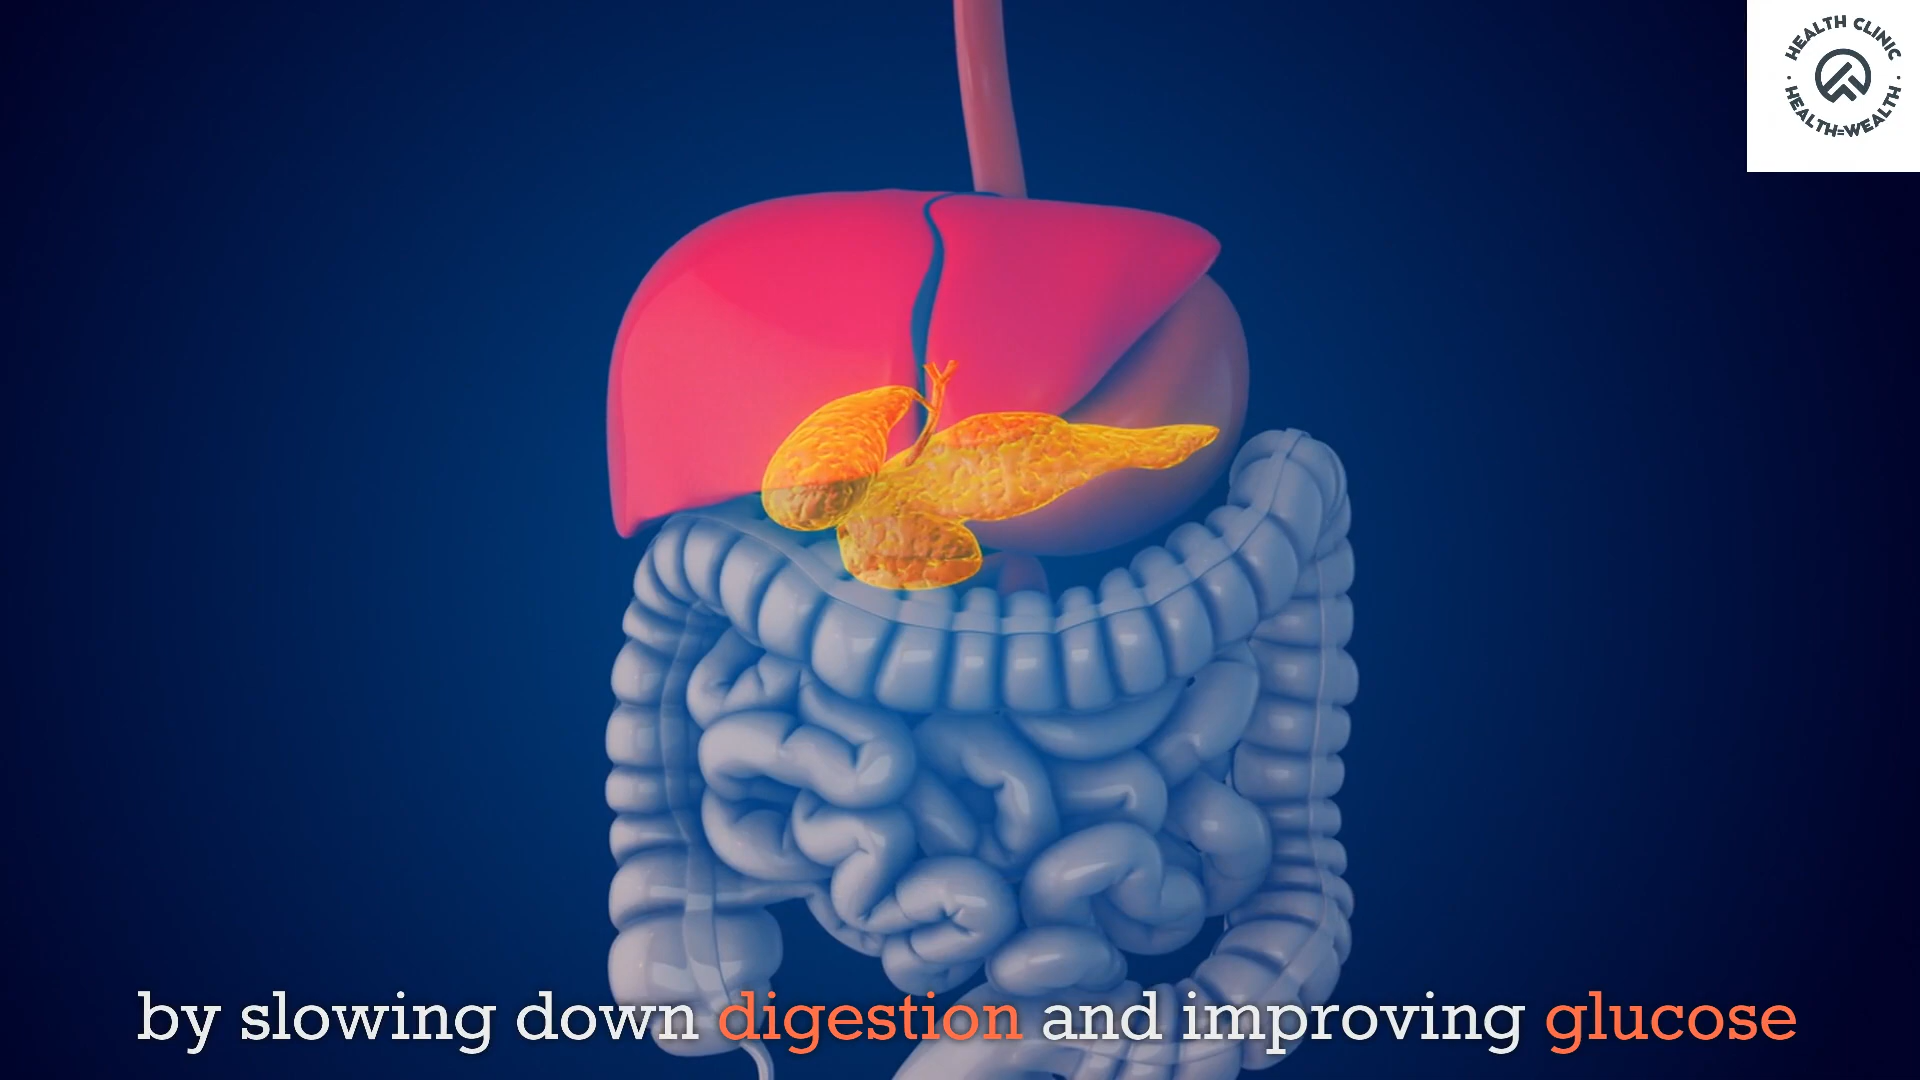 HEALTH CLINIC
HEALTH=WEALTH
by slowing down digestion and improving glucose